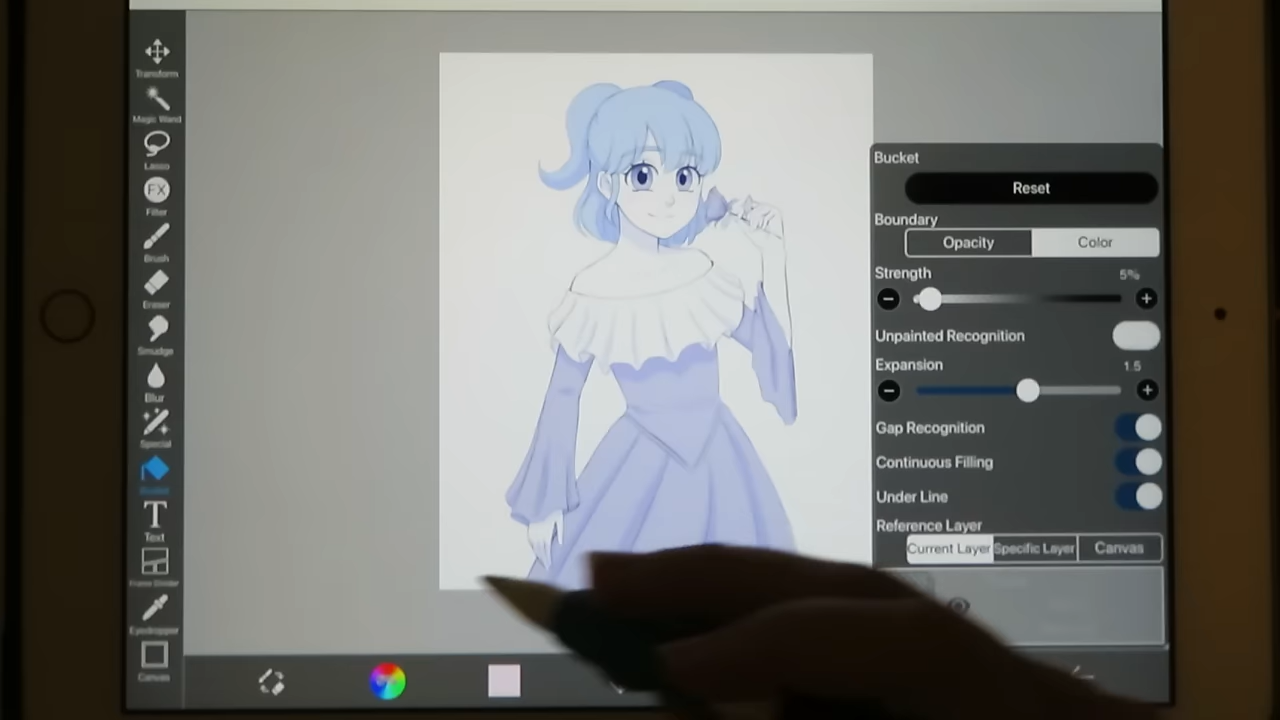 Transform
Magic Wand
Lasso
FX
Filter
Brush
Eraser
Smudge
Blur
Special
Bucket
T
Text
Frame Divider
Eyedropper
Canvas
Bucket
Reset
Boundary
Opacity Color
Strength 5%
Unpainted Recognition
Expansion 1.5
Gap Recognition
Continuous Filling
Under Line
Reference Layer
Current Layer Specific Layer Canvas